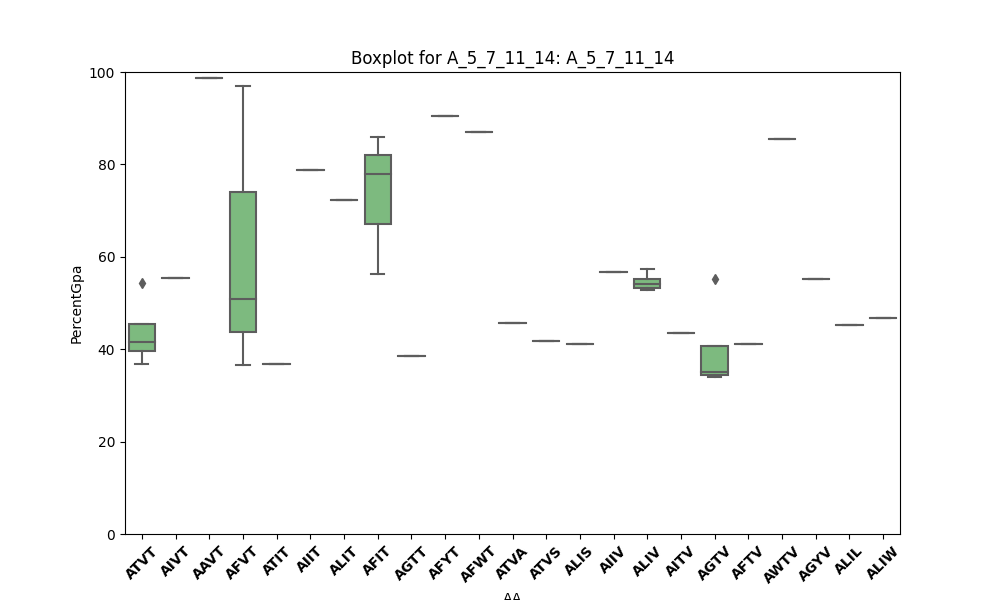 Boxplot for A_5_7_11_14: A_5_7_11_14
100
80
60
40
20
0
PercentGpa
ATVT AIVT AAVT AFVT ATIT AIIT ALIT AFIT AGTT AFYT AFWT ATVA ATVS ALIS AIIV ALIV AITV AGTV AFTV AWTV AGYV ALIL ALIW
AA